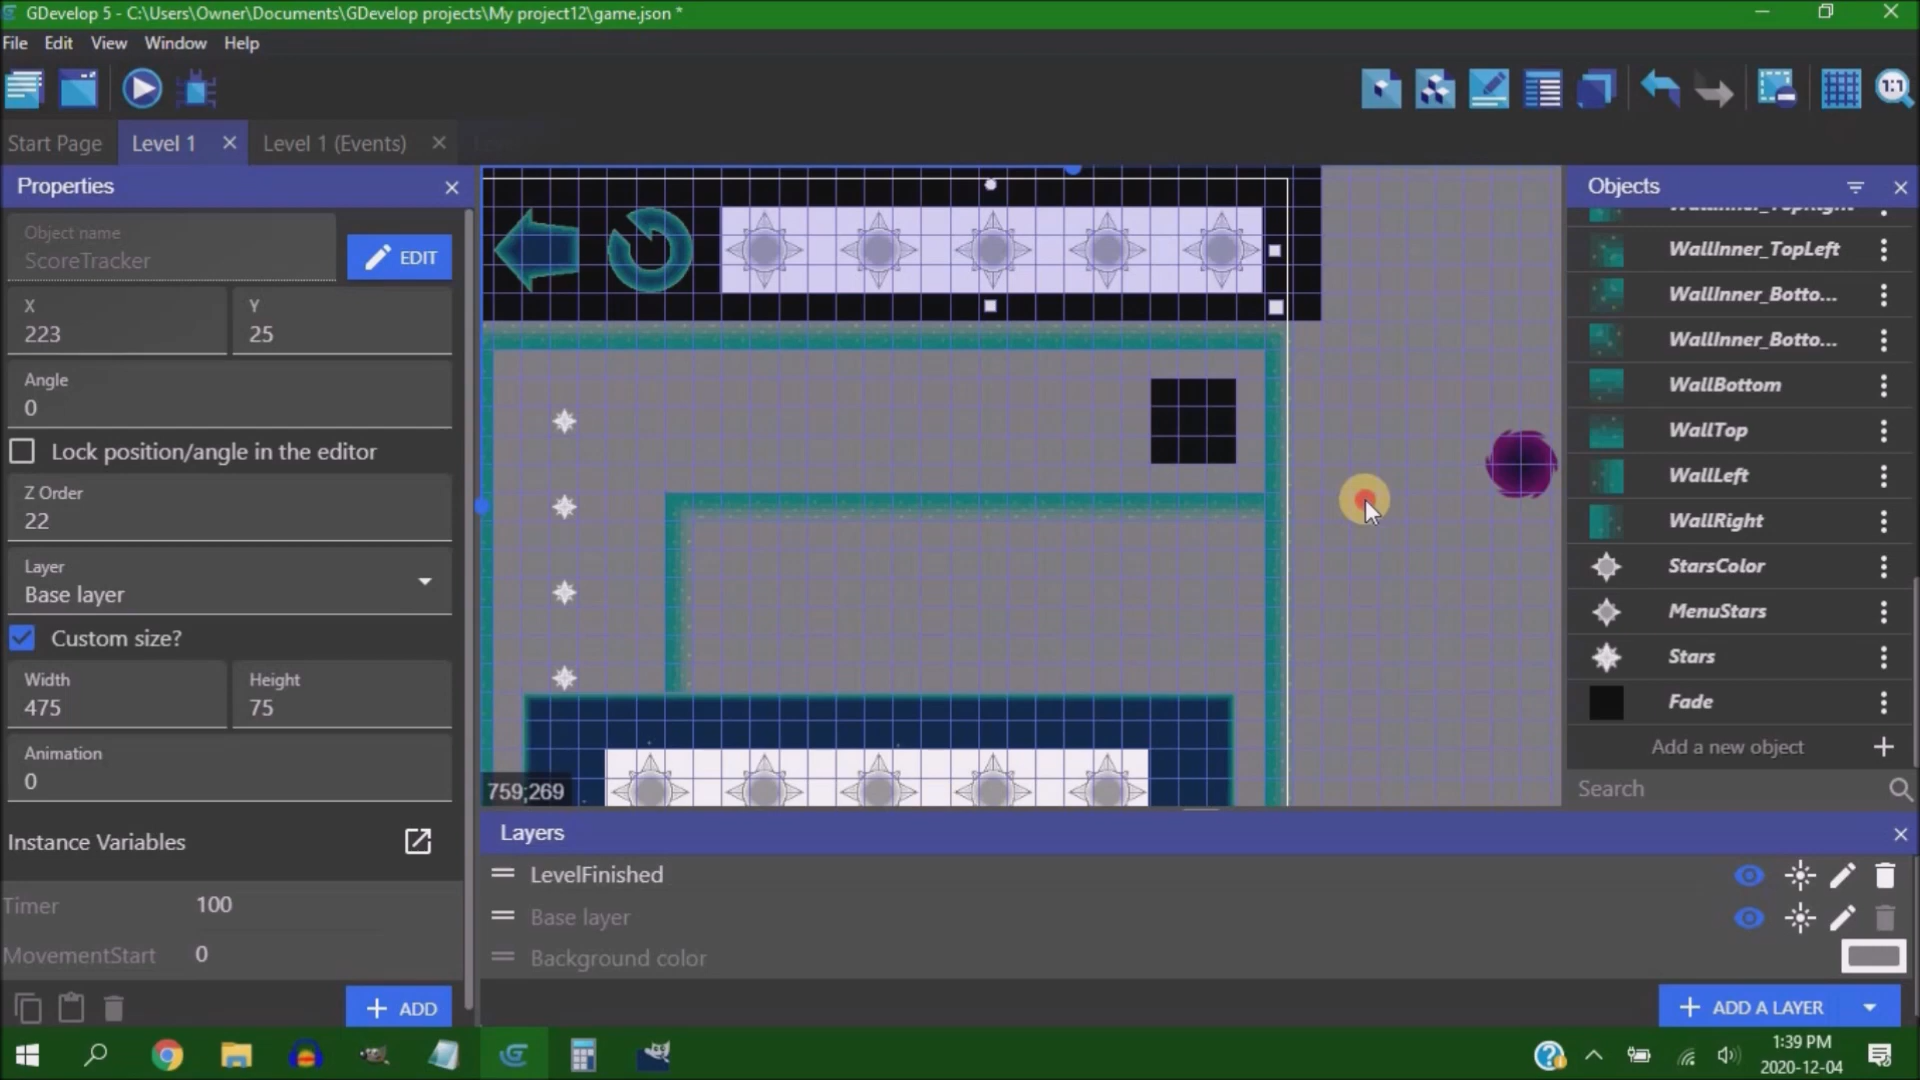 GDevelop 5 - C:\Users\Owner\Documents\GDevelop projects\My project12\game.json *
File Edit View Window Help
1:1
Start Page
Level 1
Level 1 (Events)
Properties
Objects
Object name
ScoreTracker
EDIT
X
223
Y
25
Angle
0
Lock position/angle in the editor
Z Order
22
Layer
Base layer
Custom size?
Width
475
Height
75
Animation
0
Instance Variables
Timer 100
MovementStart 0
ADD
759;269
WallInner_TopRight
WallInner_TopLeft
WallInner_Botto...
WallInner_Botto...
WallBottom
WallTop
WallLeft
WallRight
StarsColor
MenuStars
Stars
Fade
Add a new object
Search
Layers
LevelFinished
Base layer
Background color
ADD A LAYER
1:39 PM
2020-12-04